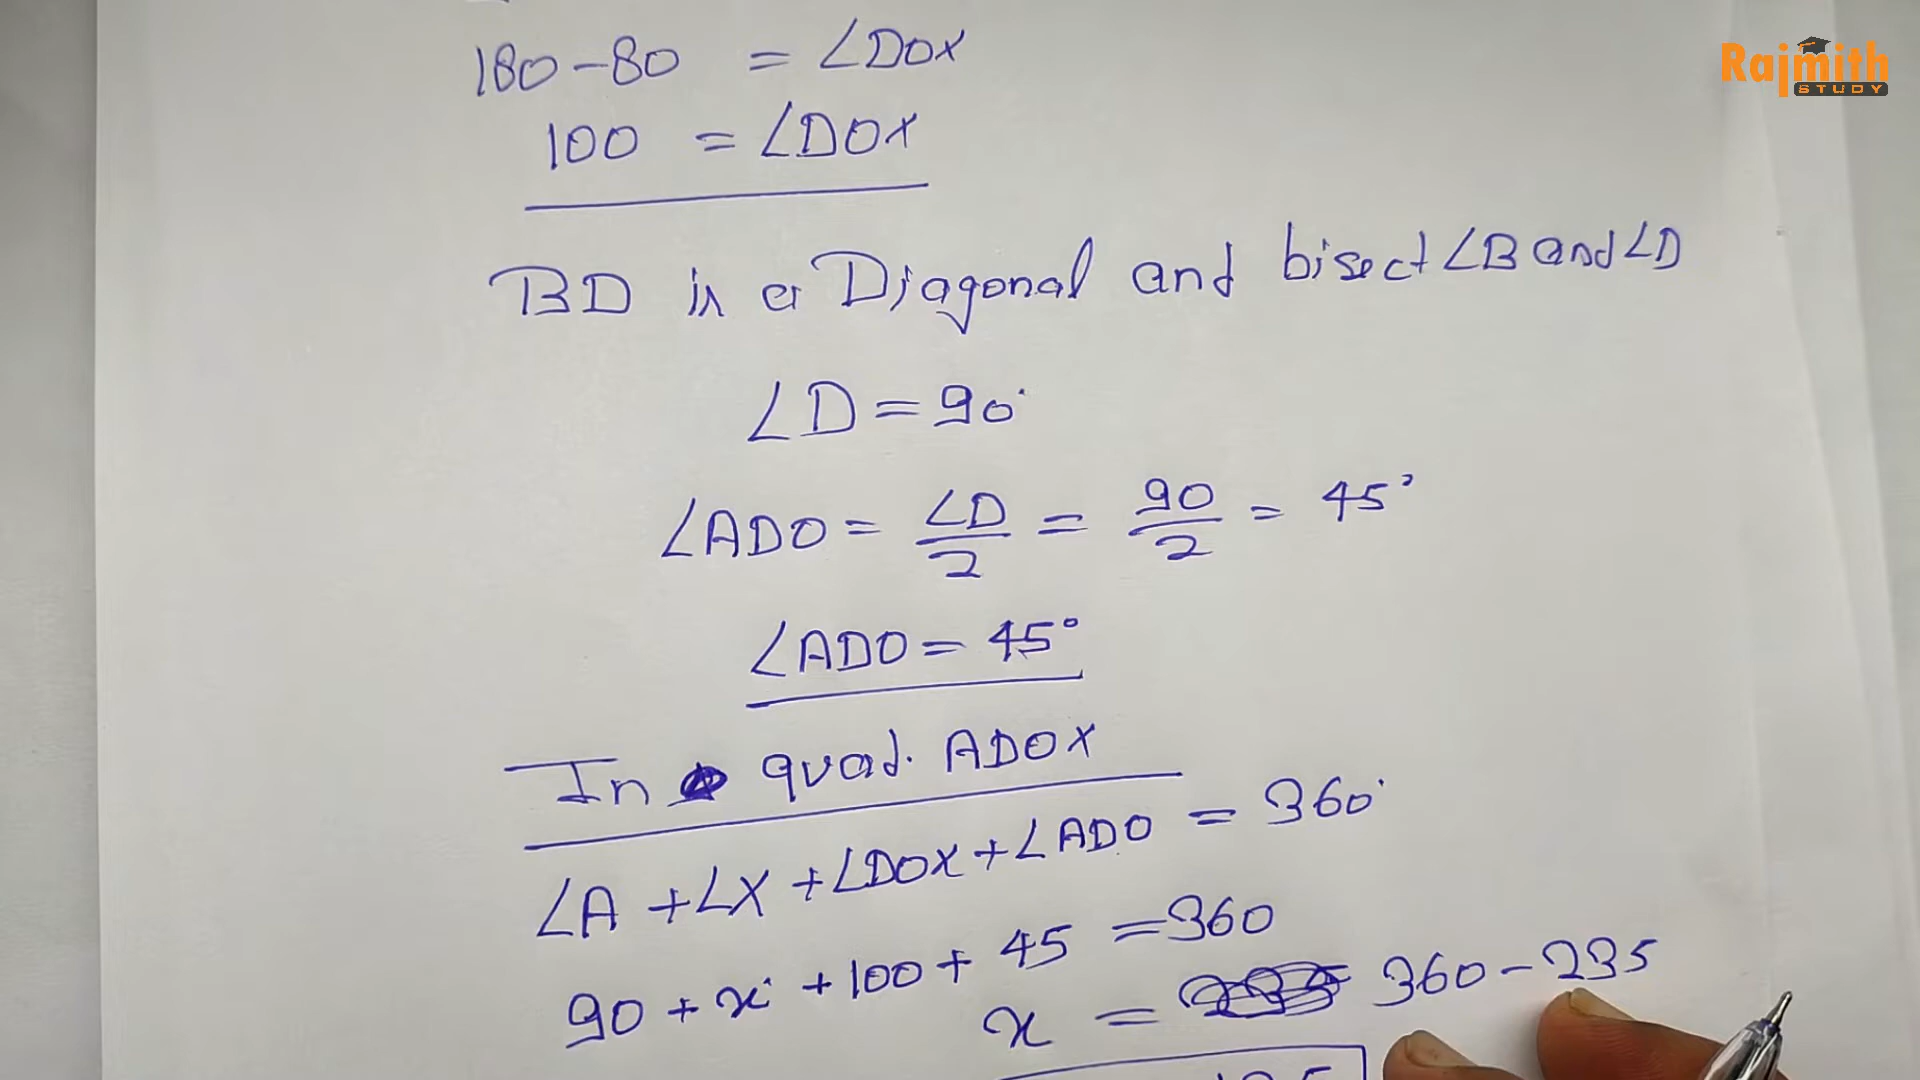 Rajmith
STUDY
180-80 = ∠DOX
100 = ∠DOX
BD is a Diagonal and bisect ∠B and ∠D
∠D = 90°
∠ADO = ∠D/2 = 90/2 = 45°
∠ADO = 45°
In quad. ADOX
∠A + ∠X + ∠DOX + ∠ADO = 360°
90 + x° + 100 + 45 = 360
x = 360 - 235